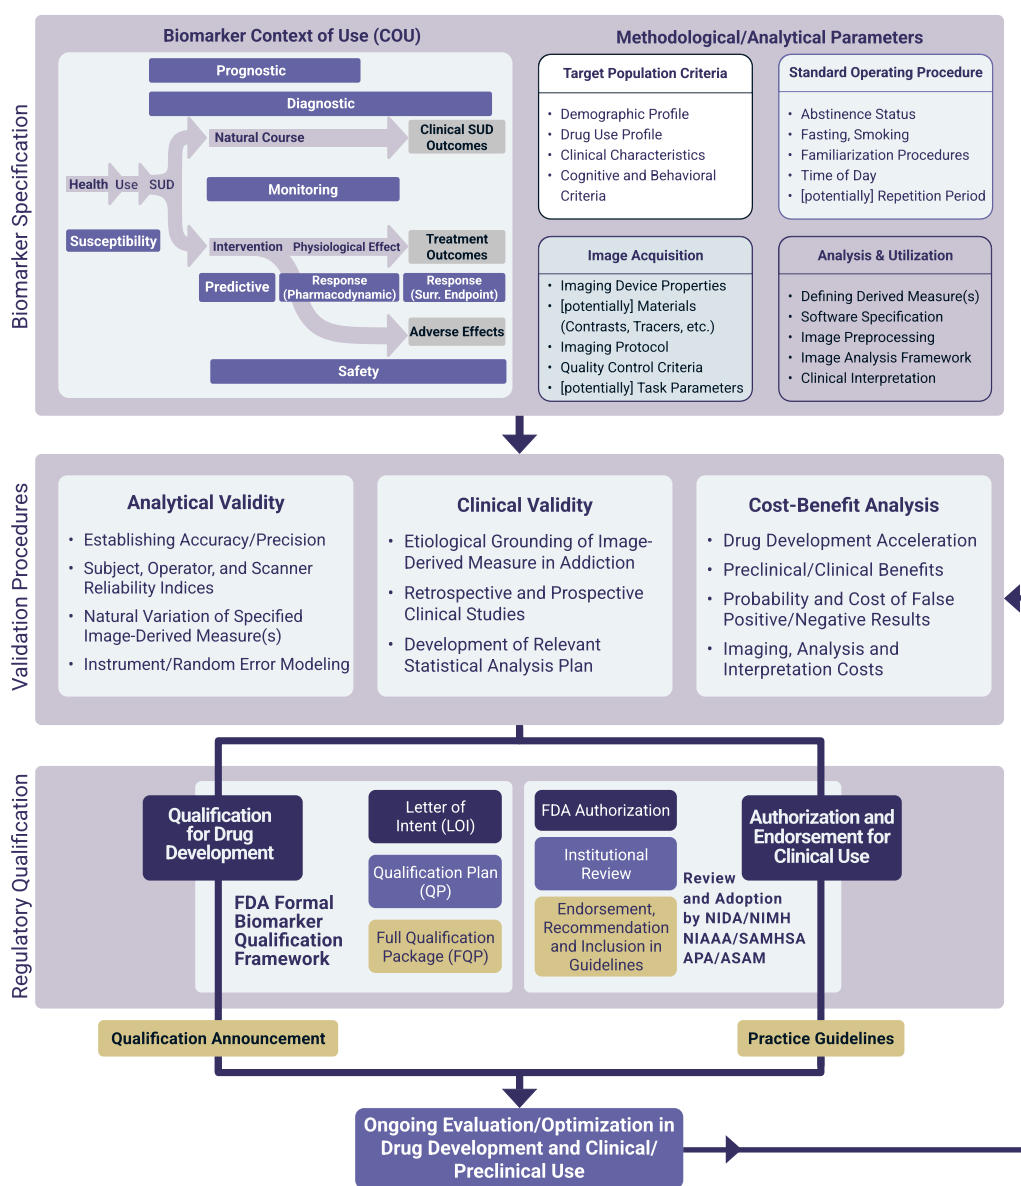 Biomarker Specification
Biomarker Context of Use (COU)
Prognostic
Diagnostic
Natural Course
Clinical SUD
Outcomes
Health Use SUD
Monitoring
Susceptibility
Intervention Physiological Effect
Treatment
Outcomes
Predictive
Response
(Pharmacodynamic)
Response
(Surr. Endpoint)
Adverse Effects
Safety
Methodological/Analytical Parameters
Target Population Criteria
• Demographic Profile
• Drug Use Profile
• Clinical Characteristics
• Cognitive and Behavioral
Criteria
Standard Operating Procedure
• Abstinence Status
• Fasting, Smoking
• Familiarization Procedures
• Time of Day
• [potentially] Repetition Period
Image Acquisition
• Imaging Device Properties
• [potentially] Materials
(Contrasts, Tracers, etc.)
• Imaging Protocol
• Quality Control Criteria
• [potentially] Task Parameters
Analysis & Utilization
• Defining Derived Measure(s)
• Software Specification
• Image Preprocessing
• Image Analysis Framework
• Clinical Interpretation
Validation Procedures
Analytical Validity
• Establishing Accuracy/Precision
• Subject, Operator, and Scanner
Reliability Indices
• Natural Variation of Specified
Image-Derived Measure(s)
• Instrument/Random Error Modeling
Clinical Validity
• Etiological Grounding of Image-
Derived Measure in Addiction
• Retrospective and Prospective
Clinical Studies
• Development of Relevant
Statistical Analysis Plan
Cost-Benefit Analysis
• Drug Development Acceleration
• Preclinical/Clinical Benefits
• Probability and Cost of False
Positive/Negative Results
• Imaging, Analysis and
Interpretation Costs
Regulatory Qualification
Qualification
for Drug
Development
FDA Formal
Biomarker
Qualification
Framework
Letter of
Intent (LOI)
Qualification Plan
(QP)
Full Qualification
Package (FQP)
FDA Authorization
Institutional
Review
Endorsement,
Recommendation
and Inclusion in
Guidelines
Authorization and
Endorsement for
Clinical Use
Review
and Adoption
by NIDA/NIMH
NIAAA/SAMHSA
APA/ASAM
Qualification Announcement
Practice Guidelines
Ongoing Evaluation/Optimization in
Drug Development and Clinical/
Preclinical Use